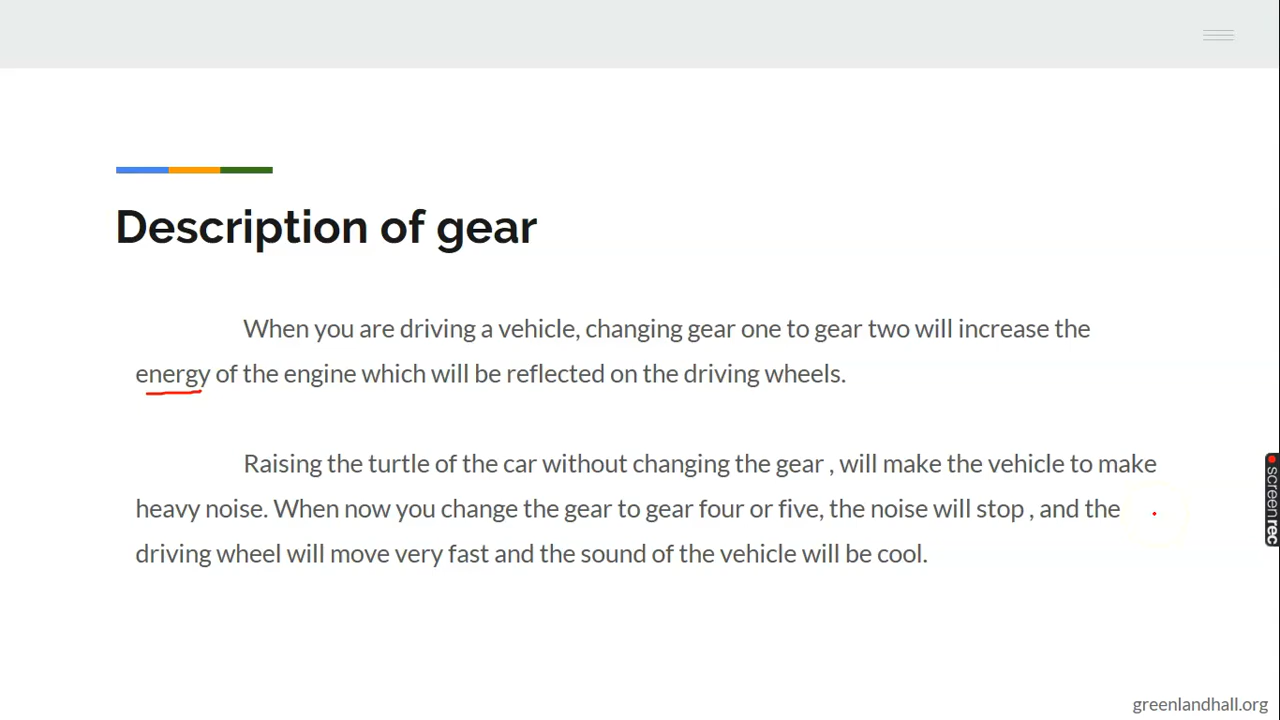 Description of gear
When you are driving a vehicle, changing gear one to gear two will increase the
energy of the engine which will be reflected on the driving wheels.
Raising the turtle of the car without changing the gear , will make the vehicle to make
heavy noise. When now you change the gear to gear four or five, the noise will stop , and the
driving wheel will move very fast and the sound of the vehicle will be cool.
screenrec
greenlandhall.org